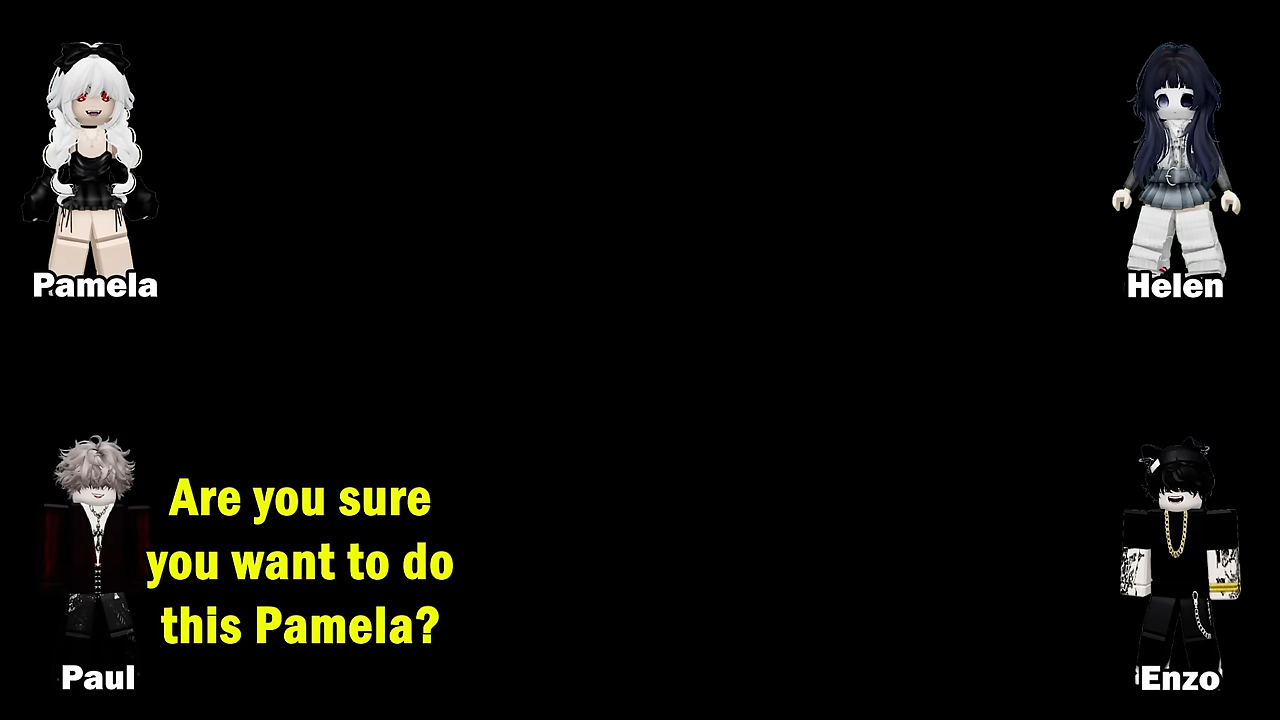 Pamela
Helen
Are you sure
you want to do
this Pamela?
Paul
Enzo